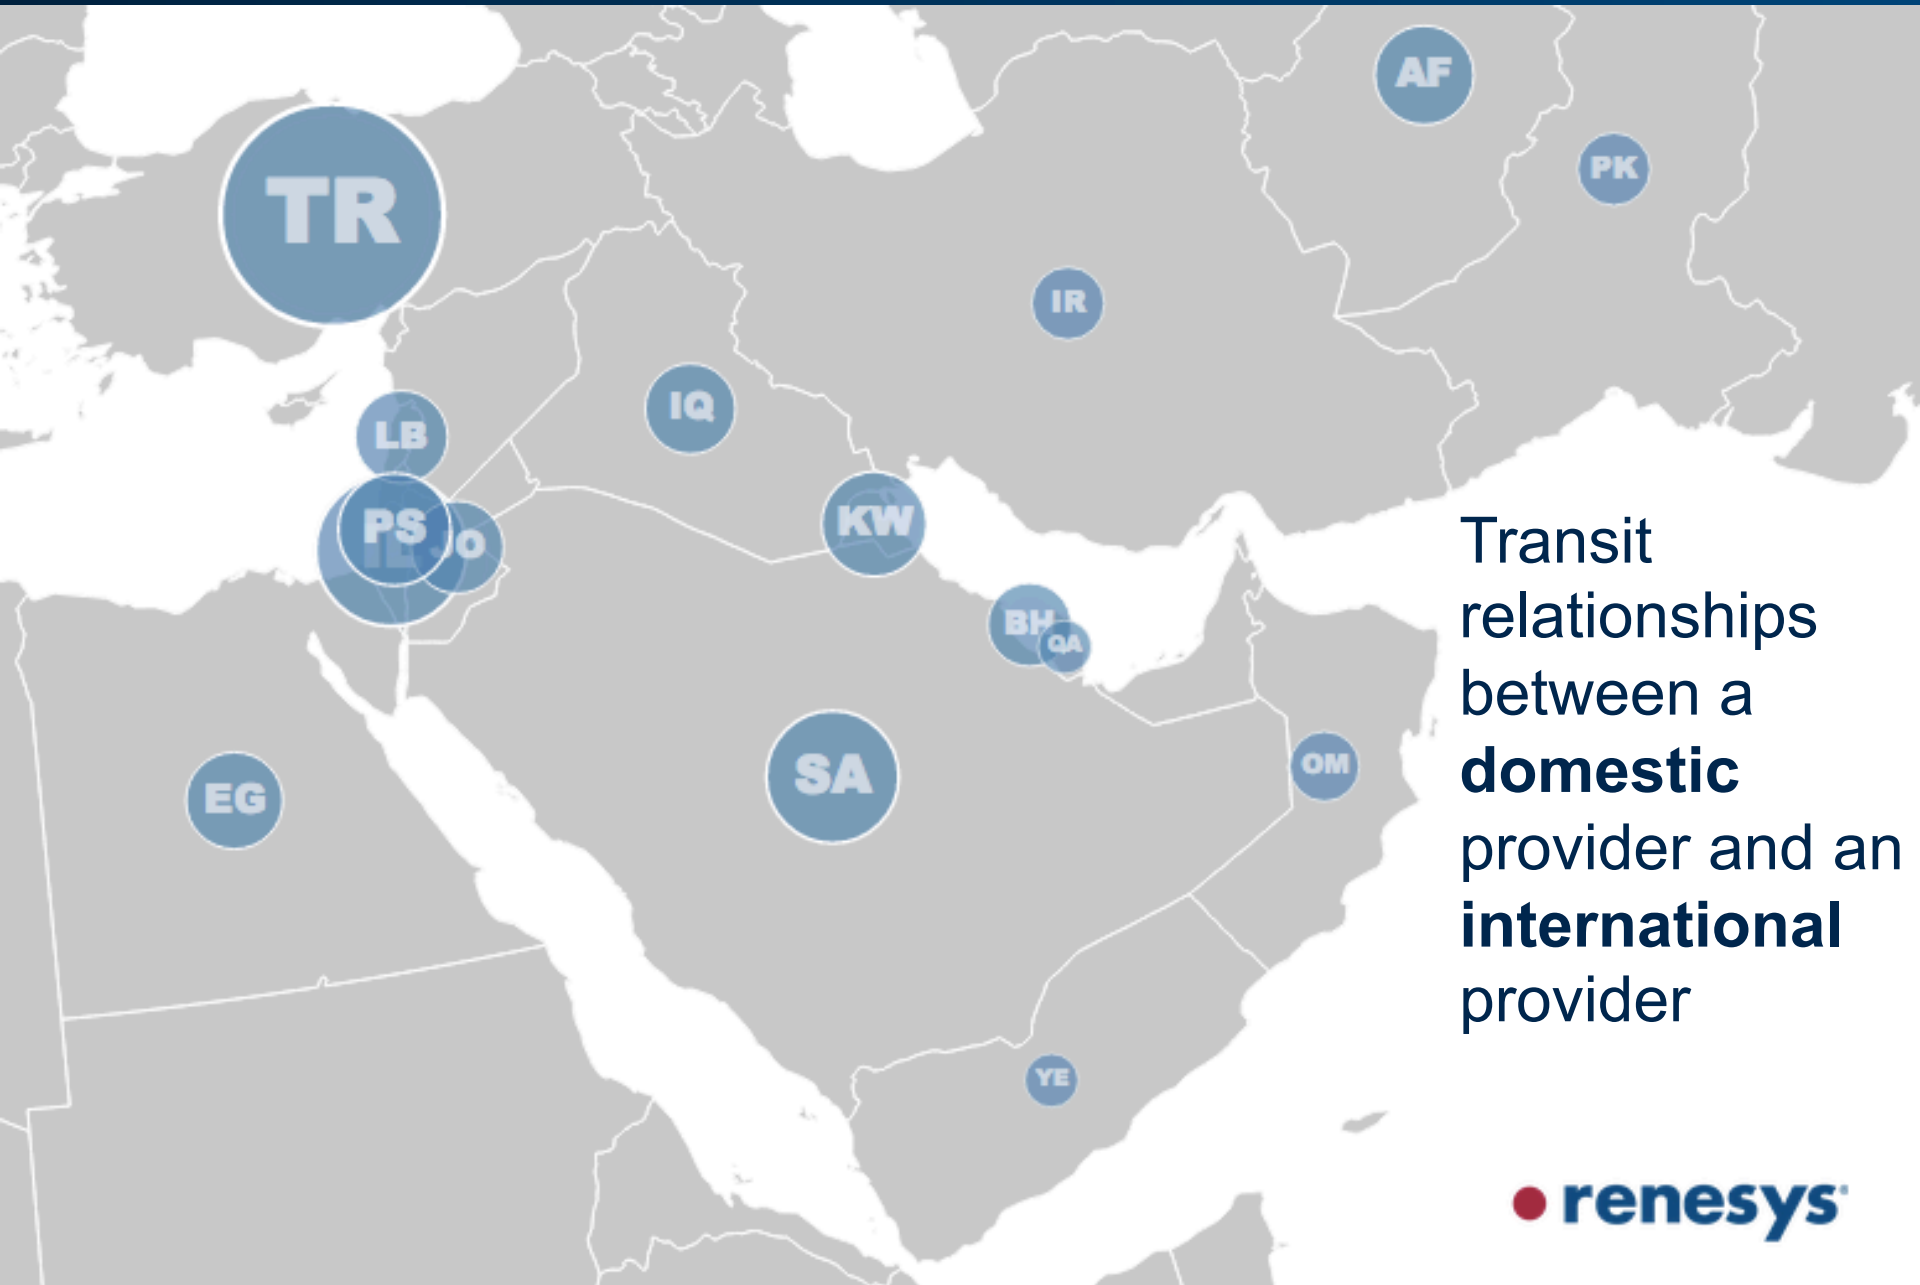 AF
TR
PK
IR
IQ
LB
PS
IL
JO
KW
BH
QA
SA
OM
EG
YE
Transit
relationships
between a
domestic
provider and an
international
provider
renesys